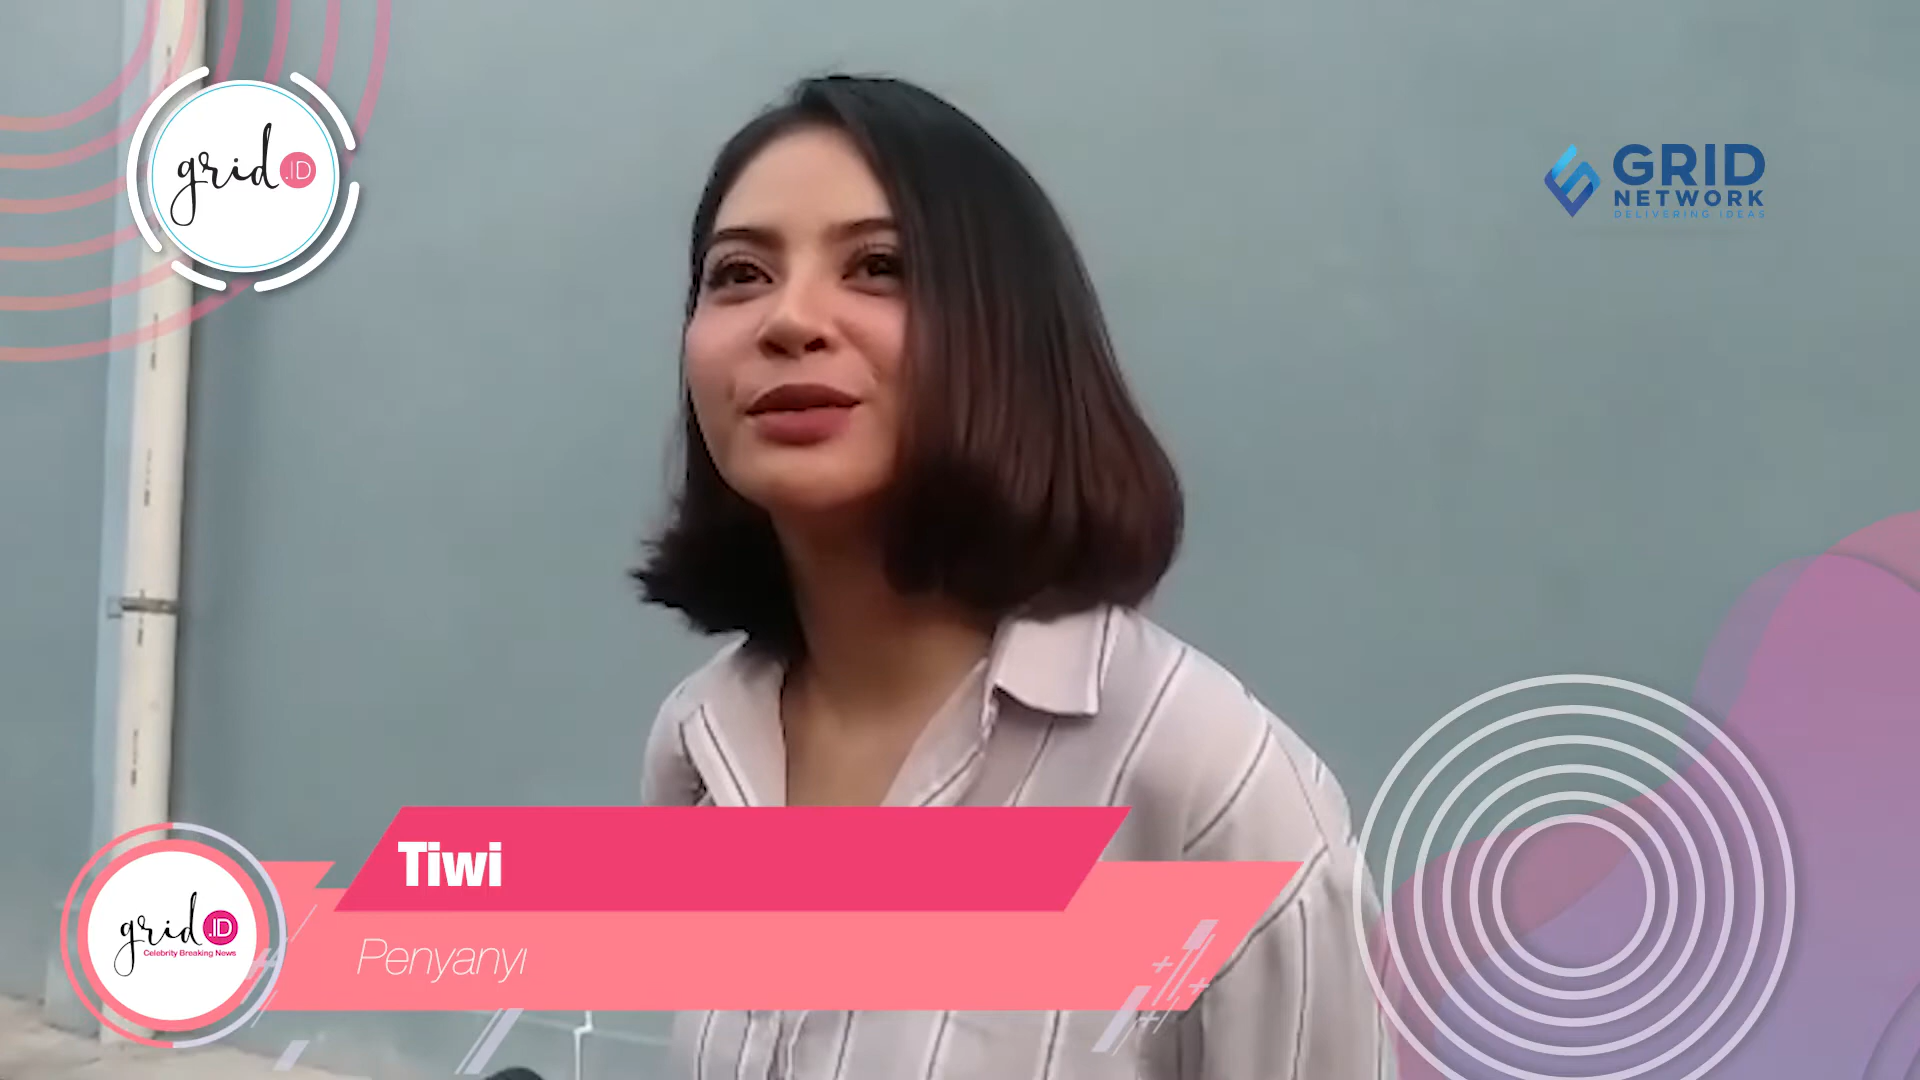 grid.ID
GRID
NETWORK
DELIVERING IDEAS
Tiwi
Penyanyi
grid.ID
Celebrity Breaking News